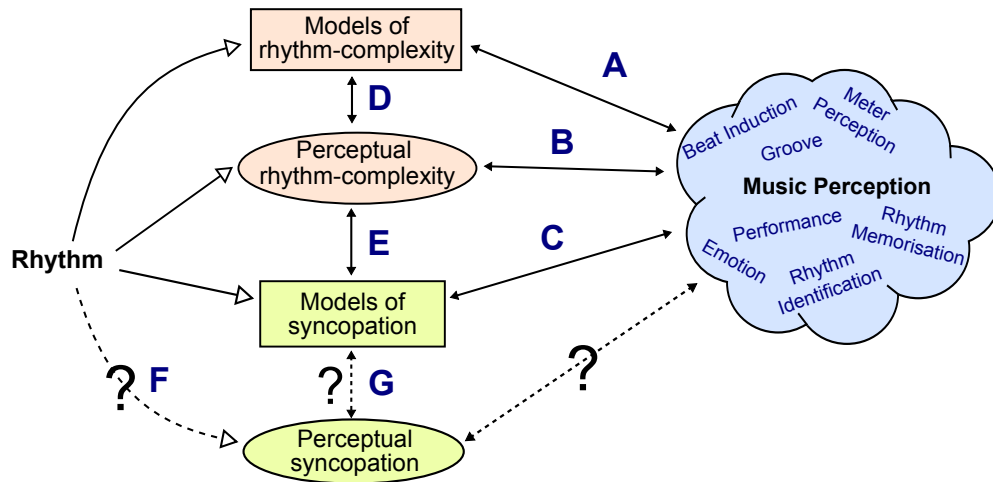 Models of
rhythm-complexity
A
D
Beat Induction
Meter
Perception
Groove
Perceptual
rhythm-complexity
B
Music Perception
Rhythm
E
C
Performance
Rhythm
Memorisation
Emotion
Rhythm
Identification
Models of
syncopation
? F
? G
?
Perceptual
syncopation